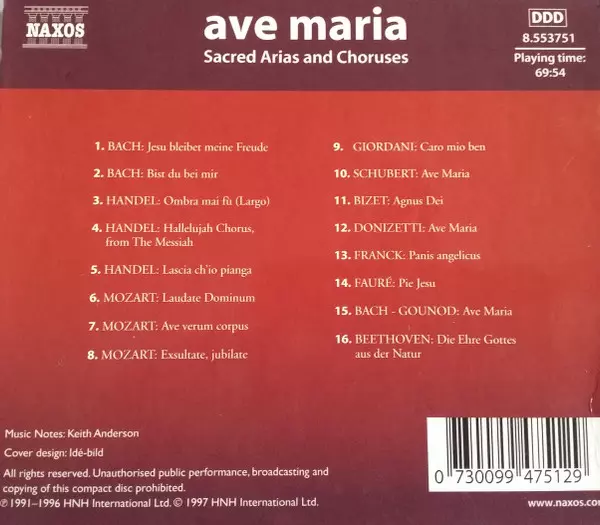 NAXOS
ave maria
Sacred Arias and Choruses
DDD
8.553751
Playing time:
69:54
1. BACH: Jesu bleibet meine Freude
2. BACH: Bist du bei mir
3. HANDEL: Ombra mai fù (Largo)
4. HANDEL: Hallelujah Chorus,
from The Messiah
5. HANDEL: Lascia ch'io pianga
6. MOZART: Laudate Dominum
7. MOZART: Ave verum corpus
8. MOZART: Exsultate, jubilate
9. GIORDANI: Caro mio ben
10. SCHUBERT: Ave Maria
11. BIZET: Agnus Dei
12. DONIZETTI: Ave Maria
13. FRANCK: Panis angelicus
14. FAURÉ: Pie Jesu
15. BACH - GOUNOD: Ave Maria
16. BEETHOVEN: Die Ehre Gottes
aus der Natur
Music Notes: Keith Anderson
Cover design: Idé-bild
All rights reserved. Unauthorised public performance, broadcasting and
copying of this compact disc prohibited.
℗ 1991–1996 HNH International Ltd. © 1997 HNH International Ltd.
0 730099 475129
www.naxos.co